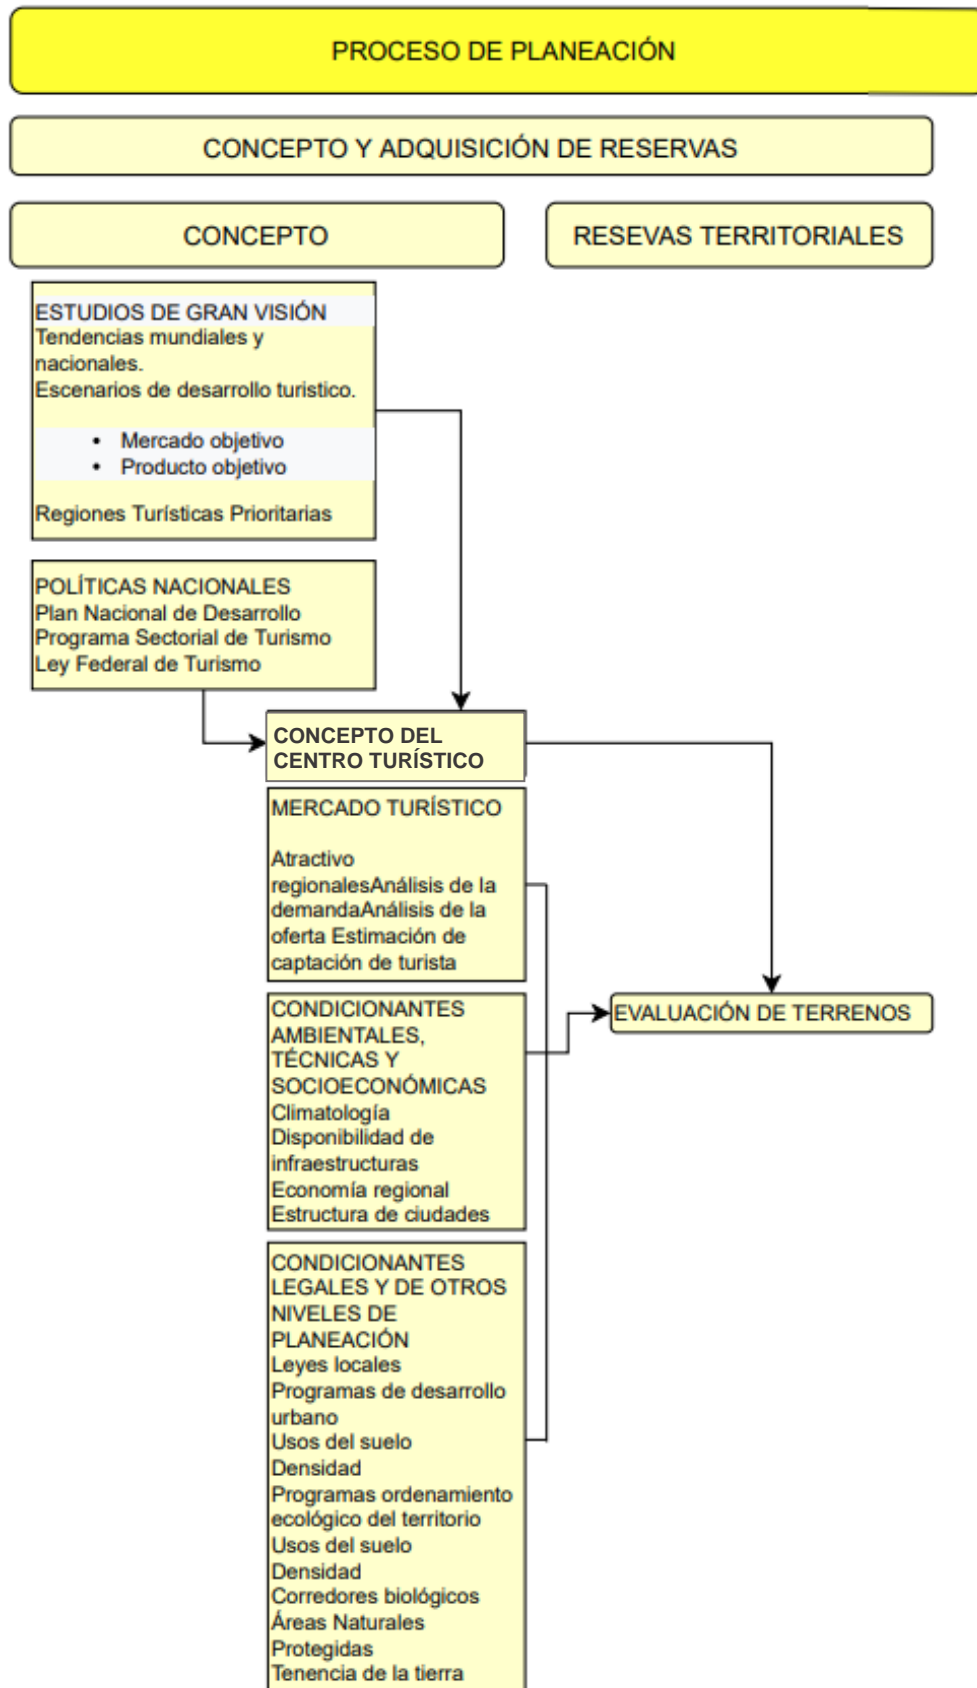 PROCESO DE PLANEACIÓN
CONCEPTO Y ADQUISICIÓN DE RESERVAS
CONCEPTO
RESEVAS TERRITORIALES
ESTUDIOS DE GRAN VISIÓN
Tendencias mundiales y
nacionales.
Escenarios de desarrollo turistico.
• Mercado objetivo
• Producto objetivo
Regiones Turísticas Prioritarias
POLÍTICAS NACIONALES
Plan Nacional de Desarrollo
Programa Sectorial de Turismo
Ley Federal de Turismo
CONCEPTO DEL
CENTRO TURÍSTICO
MERCADO TURÍSTICO
Atractivo
regionalesAnálisis de la
demandaAnálisis de la
oferta Estimación de
captación de turista
CONDICIONANTES
AMBIENTALES,
TÉCNICAS Y
SOCIOECONÓMICAS
Climatología
Disponibilidad de
infraestructuras
Economía regional
Estructura de ciudades
EVALUACIÓN DE TERRENOS
CONDICIONANTES
LEGALES Y DE OTROS
NIVELES DE
PLANEACIÓN
Leyes locales
Programas de desarrollo
urbano
Usos del suelo
Densidad
Programas ordenamiento
ecológico del territorio
Usos del suelo
Densidad
Corredores biológicos
Áreas Naturales
Protegidas
Tenencia de la tierra